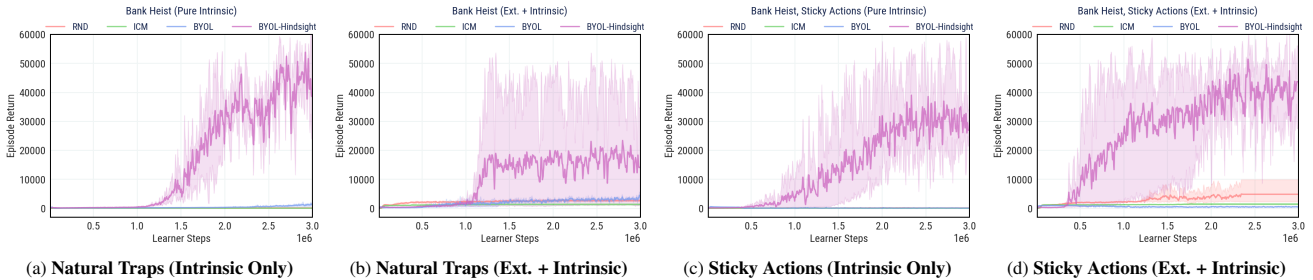 Bank Heist (Pure Intrinsic)
RND ICM BYOL BYOL-Hindsight
60000
50000
40000
30000
20000
10000
0
Episode Return
0.5 1.0 1.5 2.0 2.5 3.0
Learner Steps 1e6
(a) Natural Traps (Intrinsic Only)
Bank Heist (Ext. + Intrinsic)
RND ICM BYOL BYOL-Hindsight
60000
50000
40000
30000
20000
10000
0
Episode Return
0.5 1.0 1.5 2.0 2.5 3.0
Learner Steps 1e6
(b) Natural Traps (Ext. + Intrinsic)
Bank Heist, Sticky Actions (Pure Intrinsic)
RND ICM BYOL BYOL-Hindsight
60000
50000
40000
30000
20000
10000
0
Episode Return
0.5 1.0 1.5 2.0 2.5 3.0
Learner Steps 1e6
(c) Sticky Actions (Intrinsic Only)
Bank Heist, Sticky Actions (Ext. + Intrinsic)
RND ICM BYOL BYOL-Hindsight
60000
50000
40000
30000
20000
10000
0
Episode Return
0.5 1.0 1.5 2.0 2.5 3.0
Learner Steps 1e6
(d) Sticky Actions (Ext. + Intrinsic)